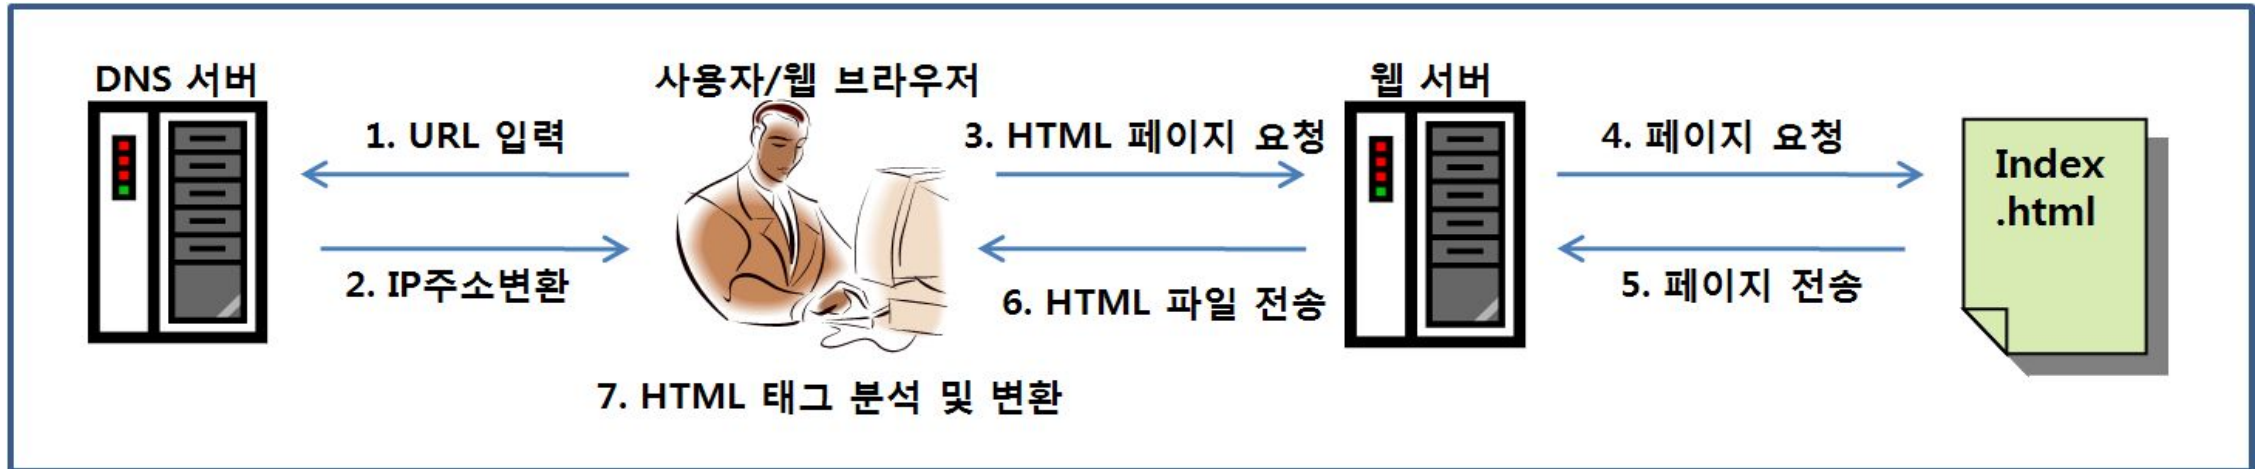 DNS 서버
사용자/웹 브라우저
웹 서버
1. URL 입력
3. HTML 페이지 요청
4. 페이지 요청
Index
.html
2. IP주소변환
6. HTML 파일 전송
5. 페이지 전송
7. HTML 태그 분석 및 변환